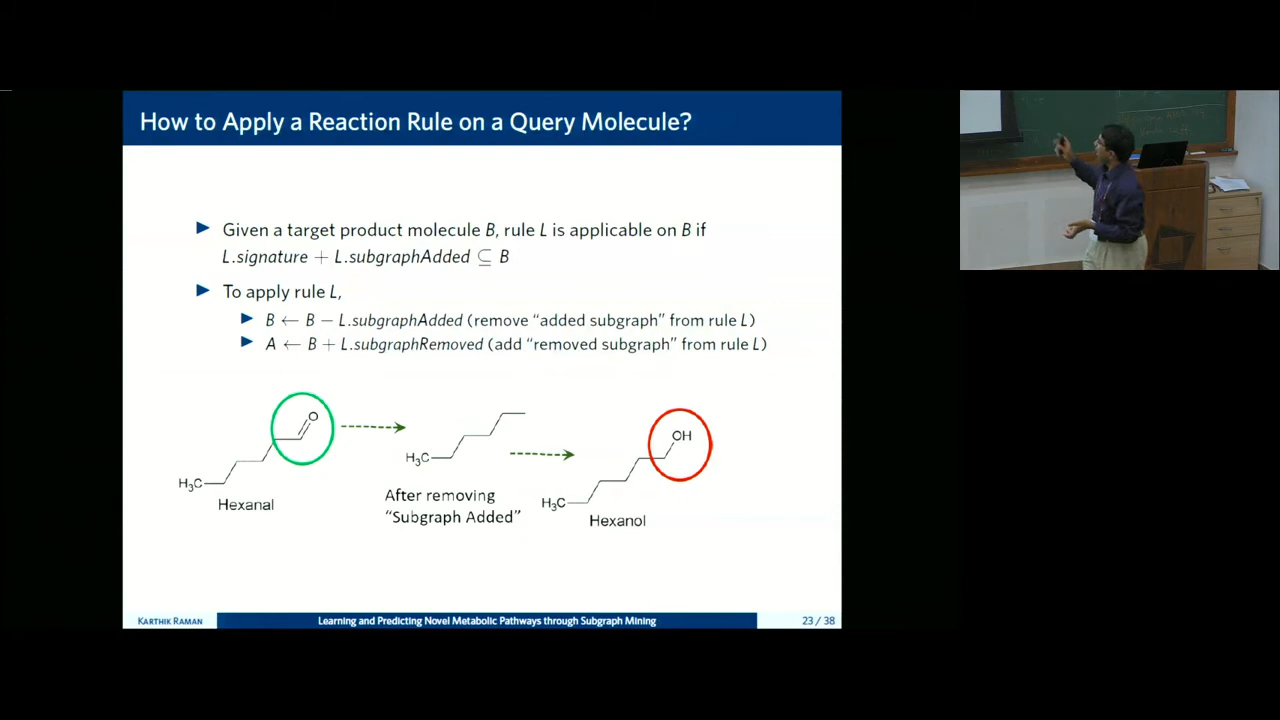 How to Apply a Reaction Rule on a Query Molecule?
▶ Given a target product molecule B, rule L is applicable on B if
L.signature + L.subgraphAdded ⊆ B
▶ To apply rule L,
▶ B ← B − L.subgraphAdded (remove “added subgraph” from rule L)
▶ A ← B + L.subgraphRemoved (add “removed subgraph” from rule L)
O
H₃C
Hexanal
H₃C
After removing
“Subgraph Added”
OH
H₃C
Hexanol
KARTHIK RAMAN Learning and Predicting Novel Metabolic Pathways through Subgraph Mining 23 / 38